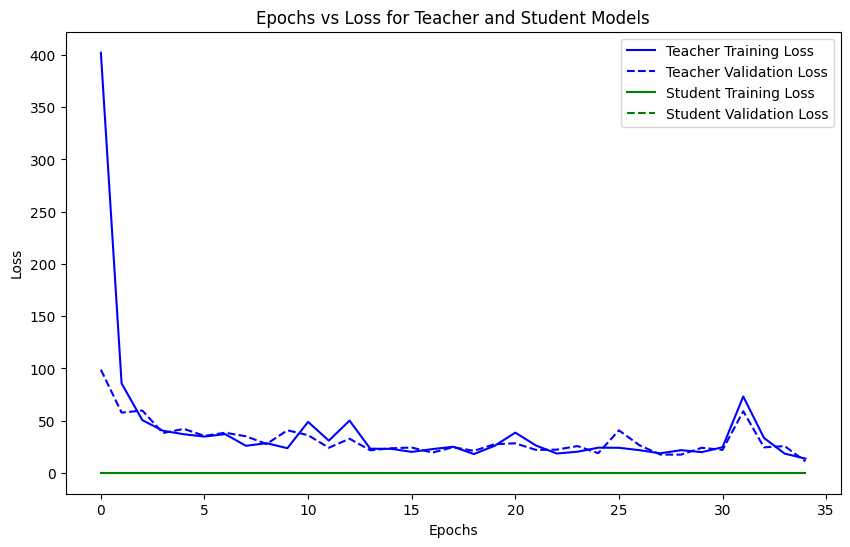 Epochs vs Loss for Teacher and Student Models
Teacher Training Loss
Teacher Validation Loss
Student Training Loss
Student Validation Loss
400
350
300
250
200
150
100
50
0
Loss
0 5 10 15 20 25 30 35
Epochs